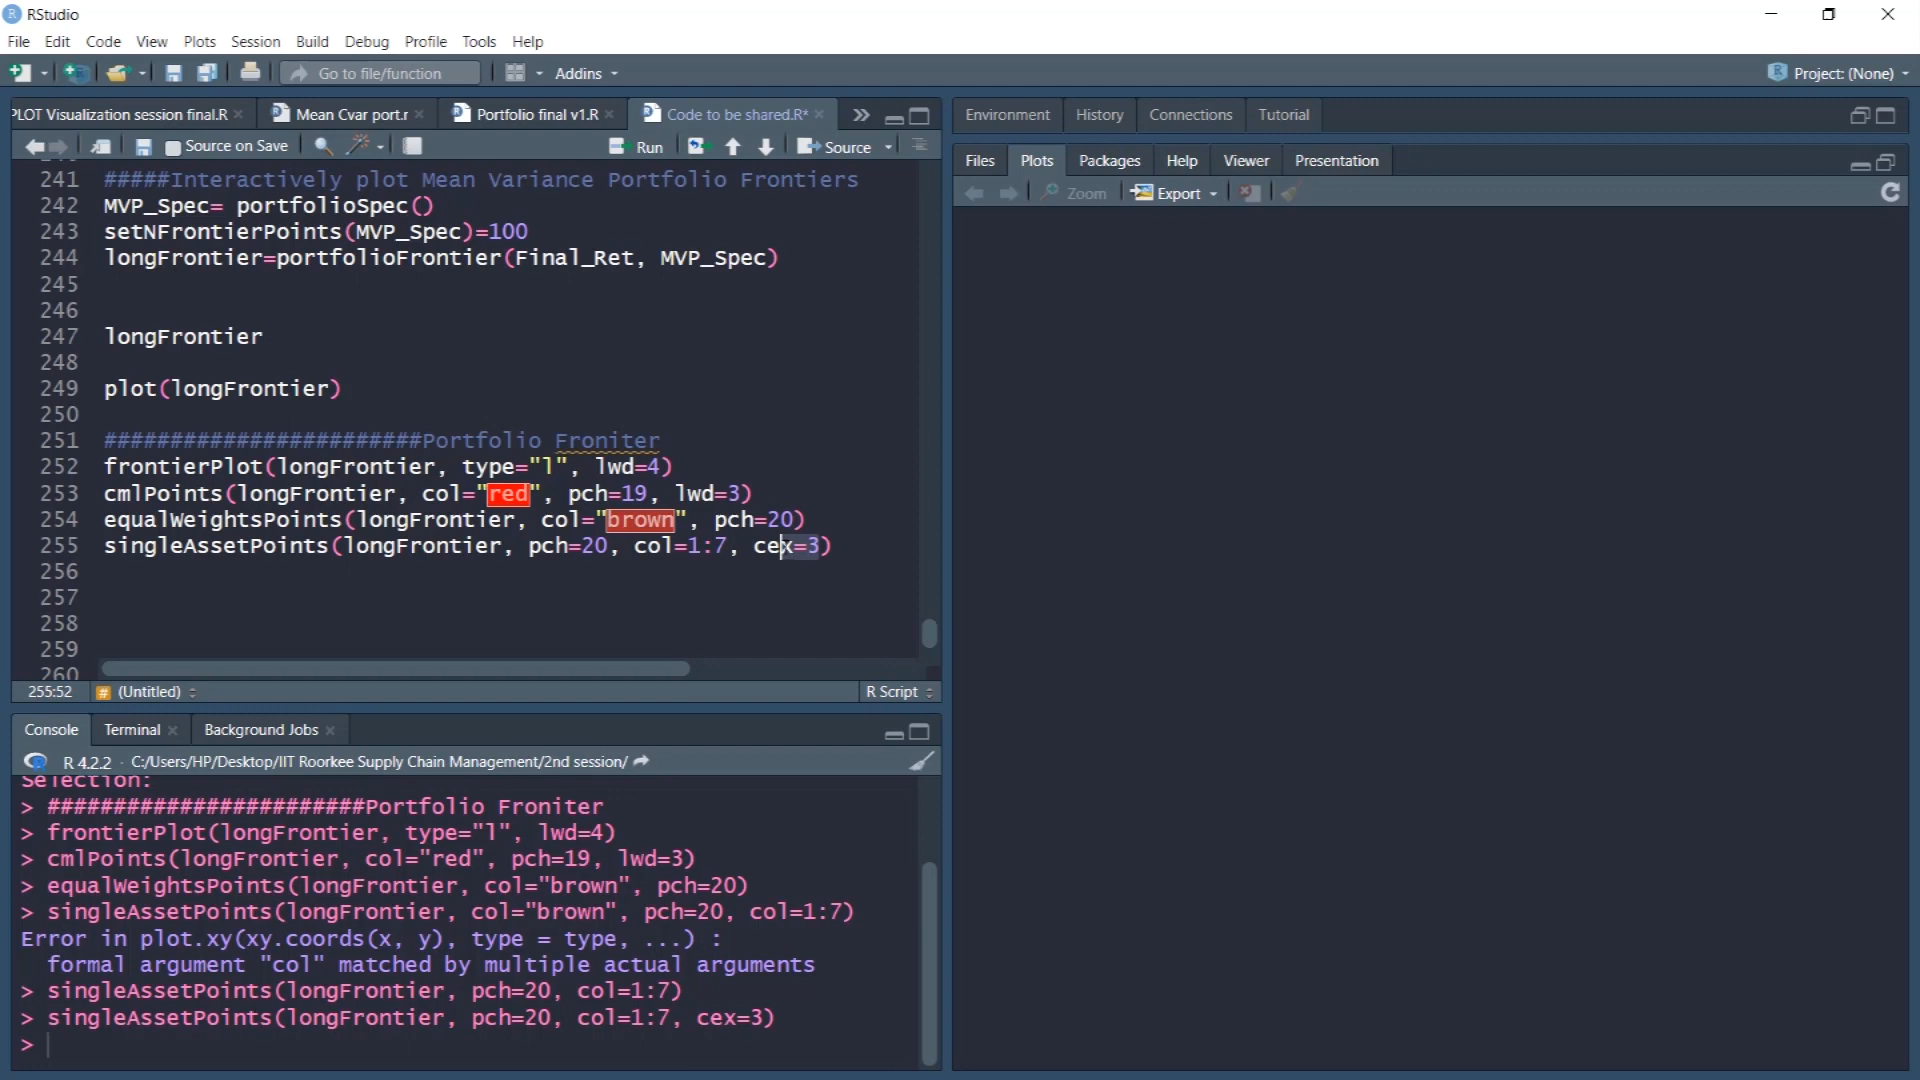 RStudio
File Edit Code View Plots Session Build Debug Profile Tools Help
Go to file/function Addins Project: (None)
PLOT Visualization session final.R Mean Cvar port.r Portfolio final v1.R Code to be shared.R*
Source on Save Run Source
241 #####Interactively plot Mean Variance Portfolio Frontiers
242 MVP_Spec= portfolioSpec()
243 setNFrontierPoints(MVP_Spec)=100
244 longFrontier=portfolioFrontier(Final_Ret, MVP_Spec)
245
246
247 longFrontier
248
249 plot(longFrontier)
250
251 ########################Portfolio Froniter
252 frontierPlot(longFrontier, type="l", lwd=4)
253 cmlPoints(longFrontier, col="red", pch=19, lwd=3)
254 equalWeightsPoints(longFrontier, col="brown", pch=20)
255 singleAssetPoints(longFrontier, pch=20, col=1:7, cex=3)
256
257
258
259
260
255:52 # (Untitled) R Script
Console Terminal Background Jobs
R 4.2.2 · C:/Users/HP/Desktop/IIT Roorkee Supply Chain Management/2nd session/
Selection:
> ########################Portfolio Froniter
> frontierPlot(longFrontier, type="l", lwd=4)
> cmlPoints(longFrontier, col="red", pch=19, lwd=3)
> equalWeightsPoints(longFrontier, col="brown", pch=20)
> singleAssetPoints(longFrontier, col="brown", pch=20, col=1:7)
Error in plot.xy(xy.coords(x, y), type = type, ...) :
formal argument "col" matched by multiple actual arguments
> singleAssetPoints(longFrontier, pch=20, col=1:7)
> singleAssetPoints(longFrontier, pch=20, col=1:7, cex=3)
>
Environment History Connections Tutorial
Files Plots Packages Help Viewer Presentation
Zoom Export